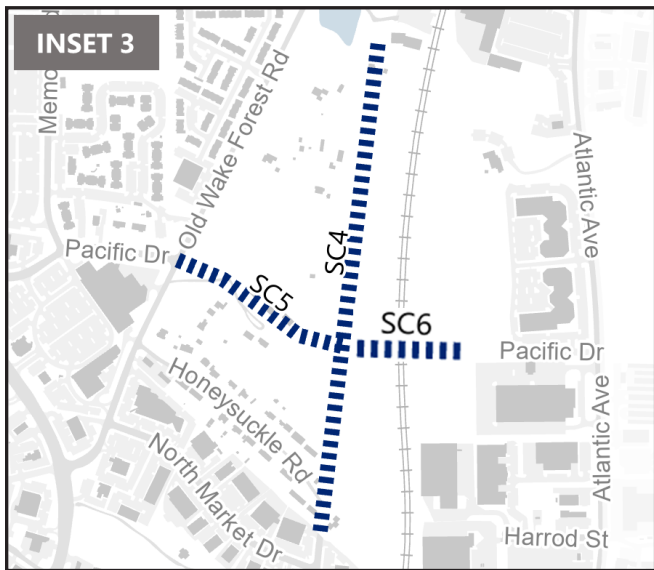 INSET 3
Memo
Old Wake Forest Rd
Atlantic Ave
Pacific Dr
SC4
SC5
SC6
Pacific Dr
Honeysuckle Rd
Atlantic Ave
North Market Dr
Harrod St